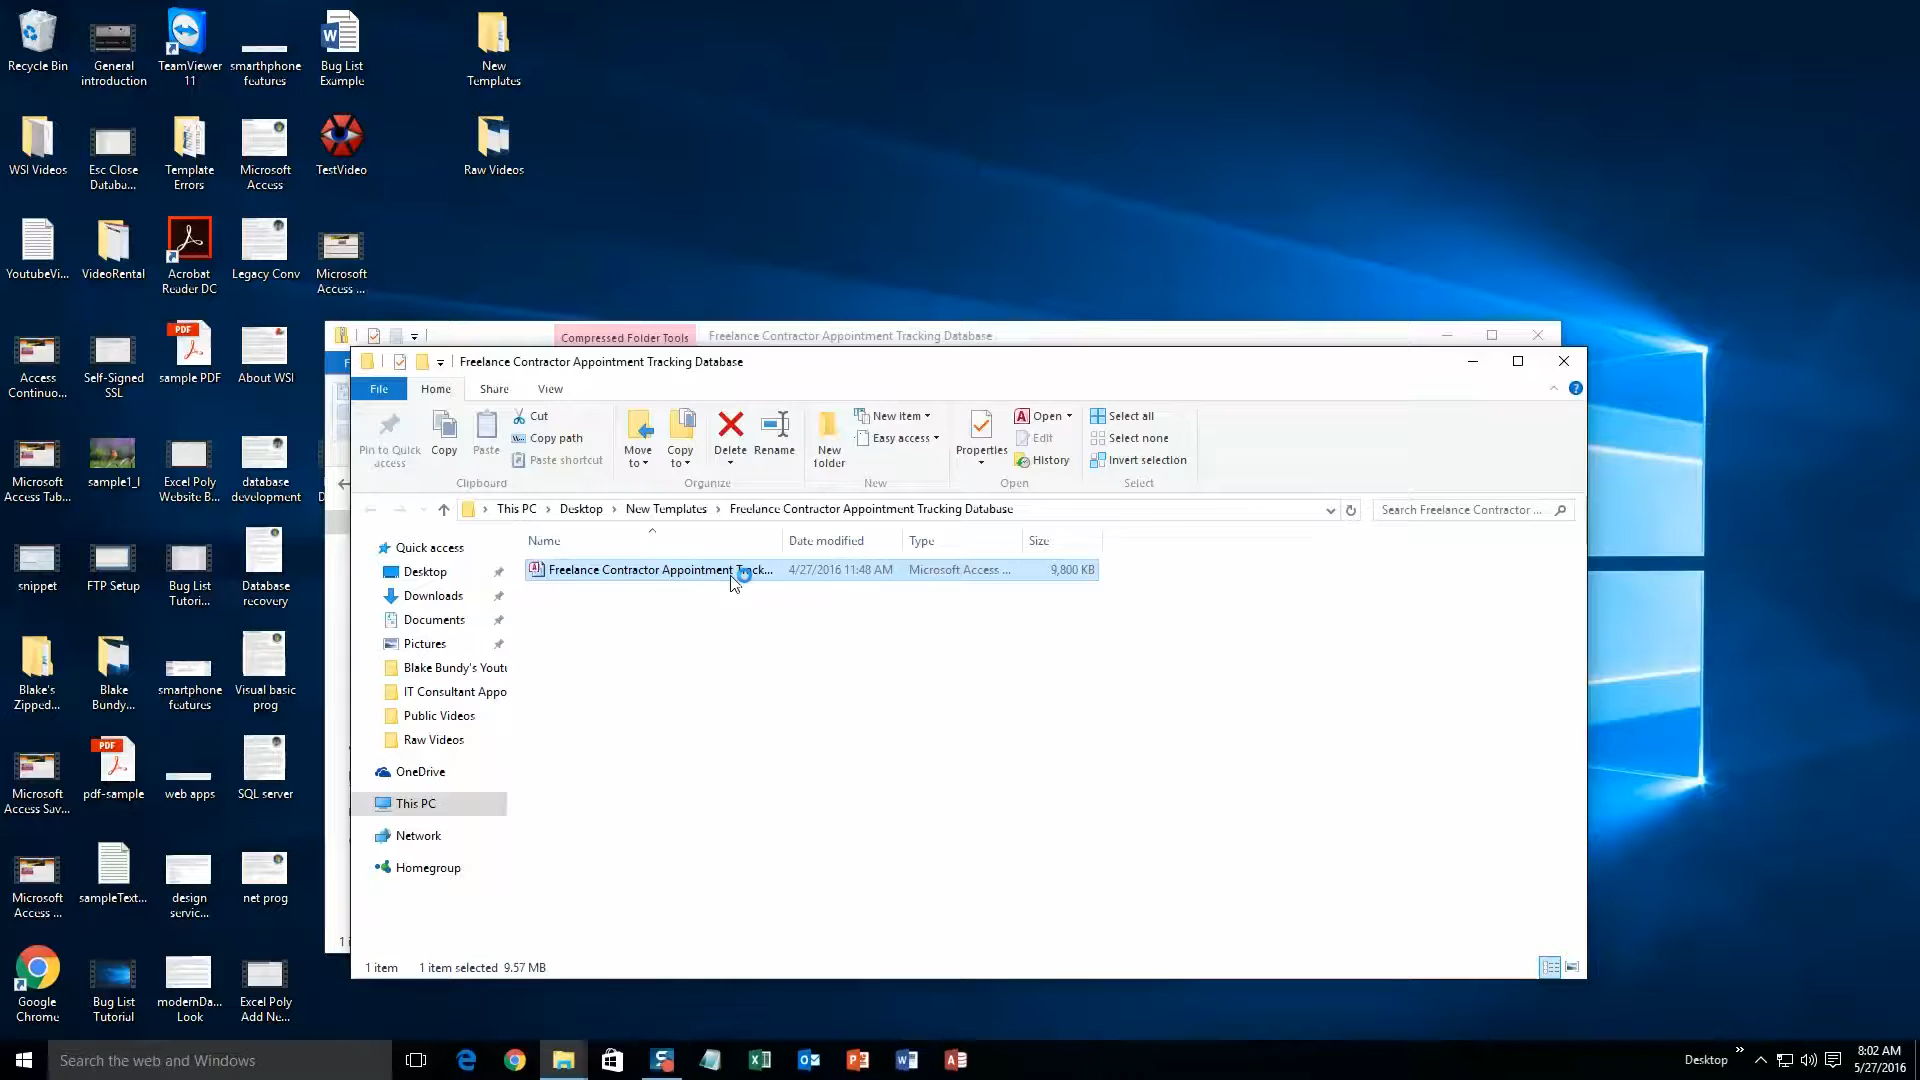 Recycle Bin
General introduction
TeamViewer 11
smarthphone features
Bug List Example
New Templates
WSI Videos
Esc Close Databa...
Template Errors
Microsoft Access
TestVideo
Raw Videos
YoutubeVi...
VideoRental
Acrobat Reader DC
Legacy Conv
Microsoft Access ...
Access Continuo...
Self-Signed SSL
PDF
sample PDF
About WSI
Microsoft Access Tab...
sample1_l
Excel Poly Website B...
database development
snippet
FTP Setup
Bug List Tutori...
Database recovery
Blake's Zipped...
Blake Bundy...
smartphone features
Visual basic prog
Microsoft Access Sav...
PDF
pdf-sample
web apps
SQL server
Microsoft Access ...
sampleText...
design servic...
net prog
Google Chrome
Bug List Tutorial
modernDa... Look
Excel Poly Add Ne...
Compressed Folder Tools
Freelance Contractor Appointment Tracking Database
Freelance Contractor Appointment Tracking Database
File
Home
Share
View
Pin to Quick access
Copy
Paste
Cut
Copy path
Paste shortcut
Clipboard
Move to
Copy to
Delete
Rename
Organize
New folder
New item
Easy access
New
Properties
Open
Edit
History
Open
Select all
Select none
Invert selection
Select
This PC
Desktop
New Templates
Freelance Contractor Appointment Tracking Database
Search Freelance Contractor ...
Name
Date modified
Type
Size
Freelance Contractor Appointment Track...
4/27/2016 11:48 AM
Microsoft Access ...
9,800 KB
Quick access
Desktop
Downloads
Documents
Pictures
Blake Bundy's Youtu
IT Consultant Appo
Public Videos
Raw Videos
OneDrive
This PC
Network
Homegroup
1 item
1 item selected 9.57 MB
Search the web and Windows
Desktop
8:02 AM
5/27/2016